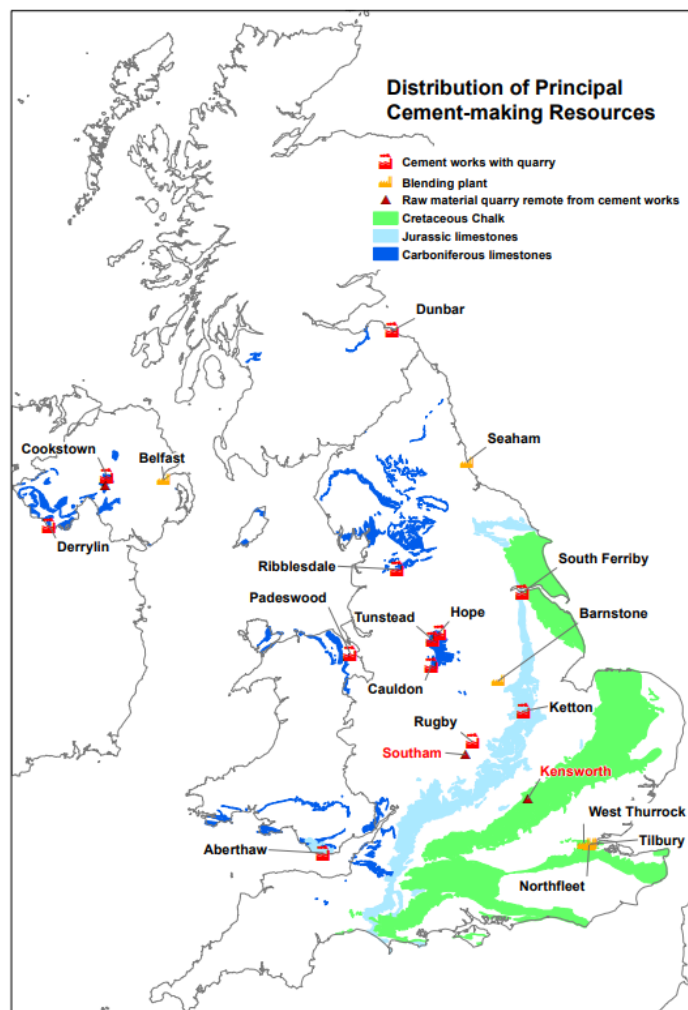 Distribution of Principal
Cement-making Resources
Cement works with quarry
Blending plant
Raw material quarry remote from cement works
Cretaceous Chalk
Jurassic limestones
Carboniferous limestones
Dunbar
Seaham
Cookstown
Belfast
Derrylin
South Ferriby
Ribblesdale
Padeswood
Tunstead
Hope
Barnstone
Cauldon
Ketton
Rugby
Southam
Kensworth
West Thurrock
Tilbury
Aberthaw
Northfleet